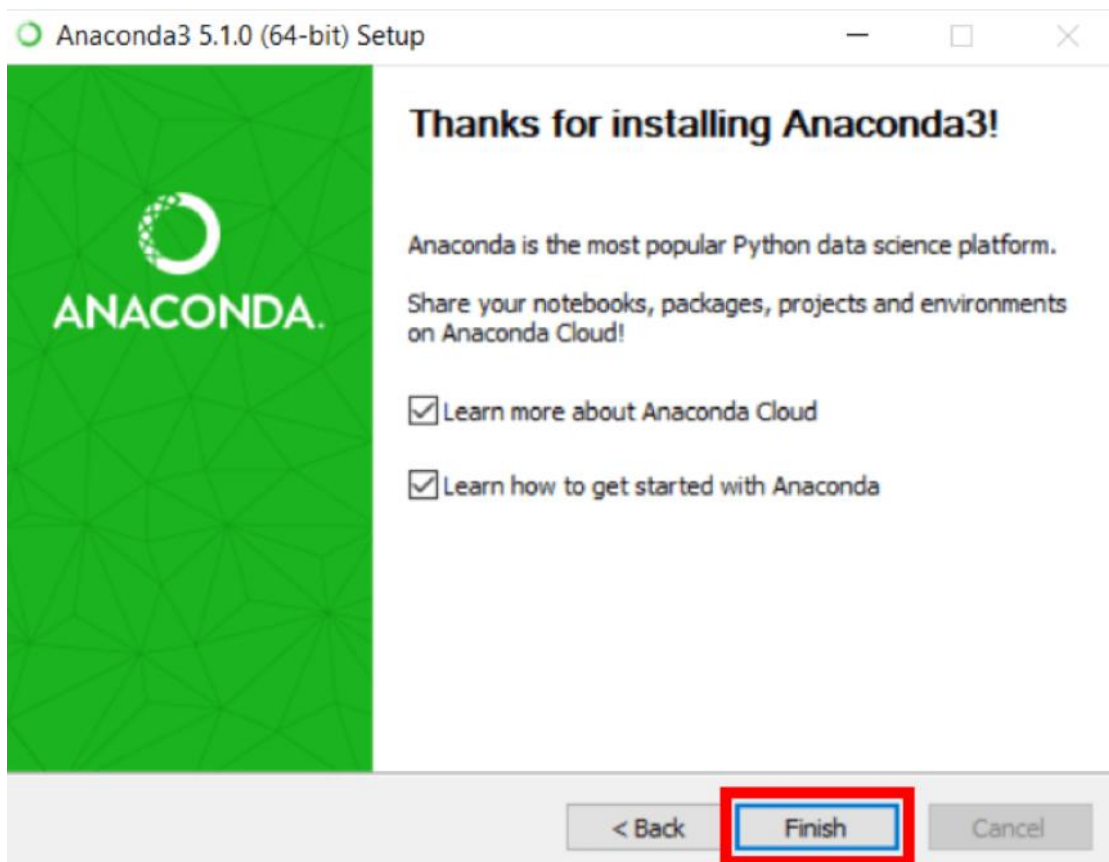 Anaconda3 5.1.0 (64-bit) Setup
ANACONDA.
Thanks for installing Anaconda3!
Anaconda is the most popular Python data science platform.
Share your notebooks, packages, projects and environments
on Anaconda Cloud!
Learn more about Anaconda Cloud
Learn how to get started with Anaconda
< Back
Finish
Cancel